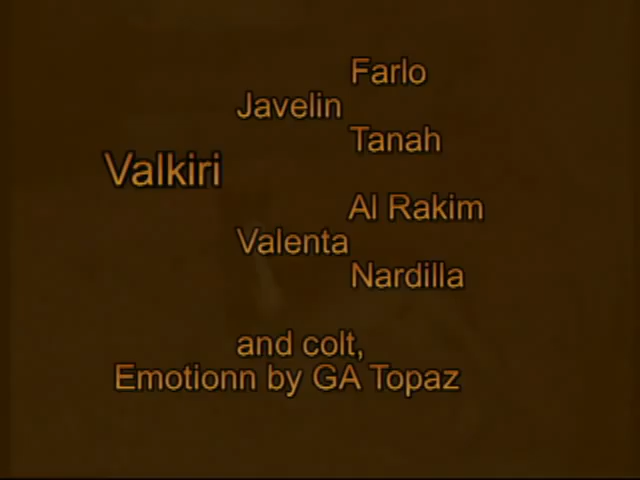 Farlo
Javelin
Tanah
Valkiri
Al Rakim
Valenta
Nardilla
and colt,
Emotionn by GA Topaz